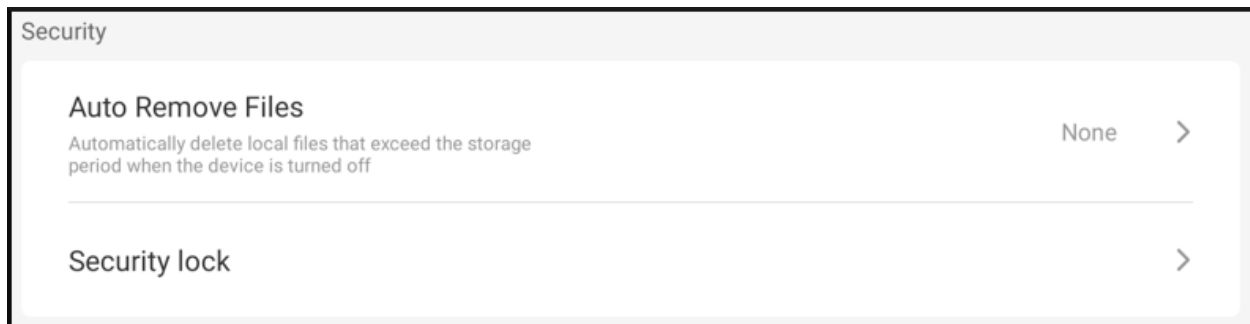 Security
Auto Remove Files
Automatically delete local files that exceed the storage
period when the device is turned off
None
Security lock